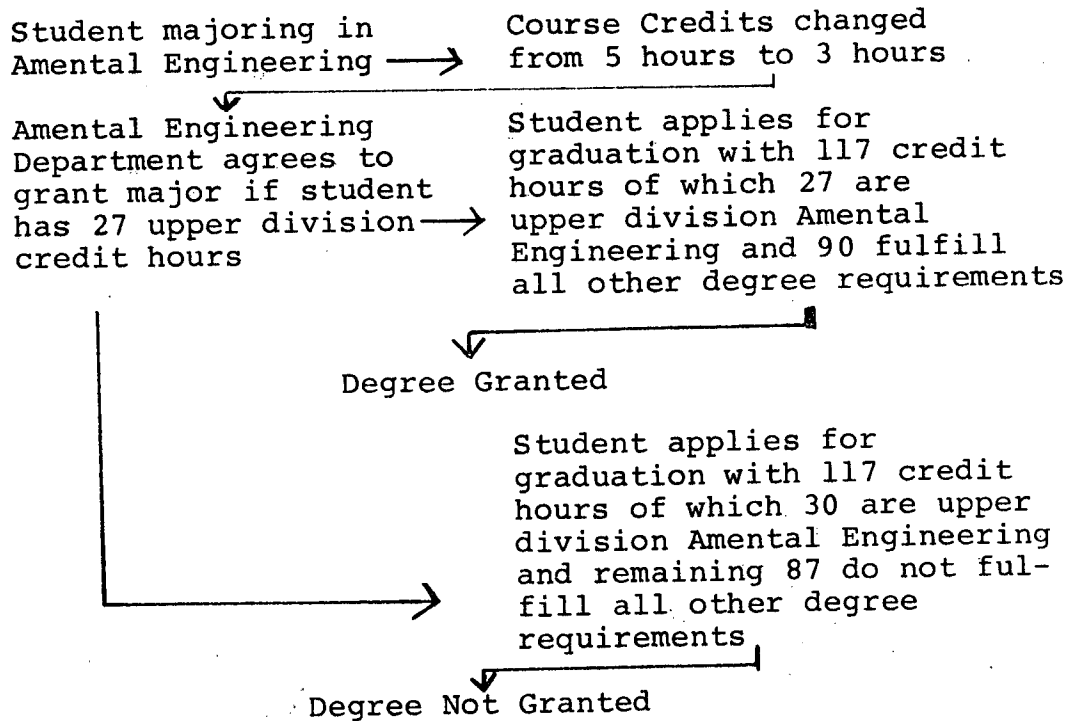 Student majoring in
Amental Engineering
Course Credits changed
from 5 hours to 3 hours
Amental Engineering
Department agrees to
grant major if student
has 27 upper division
credit hours
Student applies for
graduation with 117 credit
hours of which 27 are
upper division Amental
Engineering and 90 fulfill
all other degree requirements
Degree Granted
Student applies for
graduation with 117 credit
hours of which 30 are upper
division Amental Engineering
and remaining 87 do not ful-
fill all other degree
requirements
Degree Not Granted